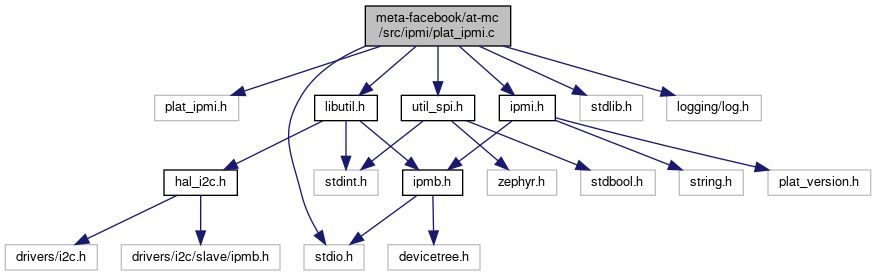 meta-facebook/at-mc
/src/ipmi/plat_ipmi.c
plat_ipmi.h
libutil.h
util_spi.h
ipmi.h
stdlib.h
logging/log.h
hal_i2c.h
stdint.h
ipmb.h
zephyr.h
stdbool.h
string.h
plat_version.h
drivers/i2c.h
drivers/i2c/slave/ipmb.h
stdio.h
devicetree.h